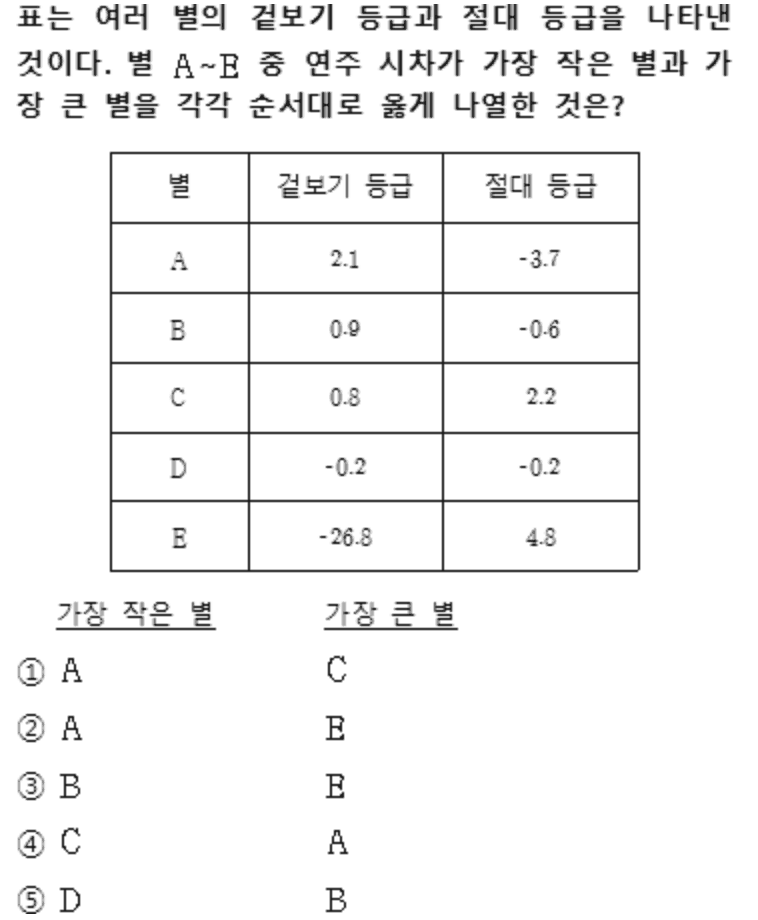 표는 여러 별의 겉보기 등급과 절대 등급을 나타낸
것이다. 별 A~E 중 연주 시차가 가장 작은 별과 가
장 큰 별을 각각 순서대로 옳게 나열한 것은?
별 겉보기 등급 절대 등급
A 2.1 -3.7
B 0.9 -0.6
C 0.8 2.2
D -0.2 -0.2
E -26.8 4.8
가장 작은 별 가장 큰 별
① A C
② A E
③ B E
④ C A
⑤ D B